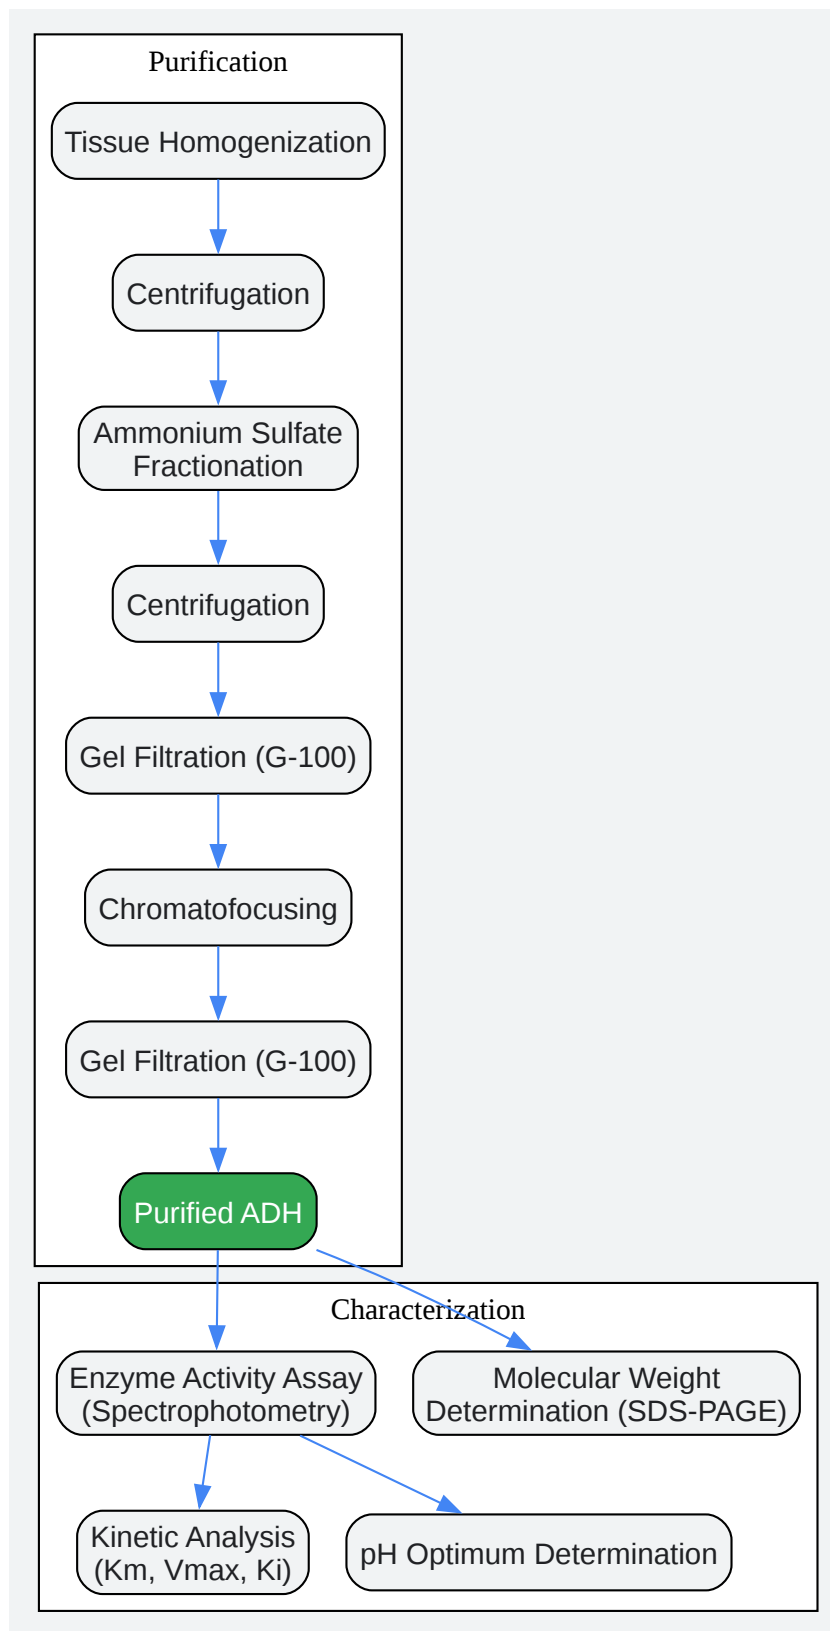 Purification
Tissue Homogenization
Centrifugation
Ammonium Sulfate
Fractionation
Centrifugation
Gel Filtration (G-100)
Chromatofocusing
Gel Filtration (G-100)
Purified ADH
Characterization
Enzyme Activity Assay
(Spectrophotometry)
Molecular Weight
Determination (SDS-PAGE)
Kinetic Analysis
(Km, Vmax, Ki)
pH Optimum Determination